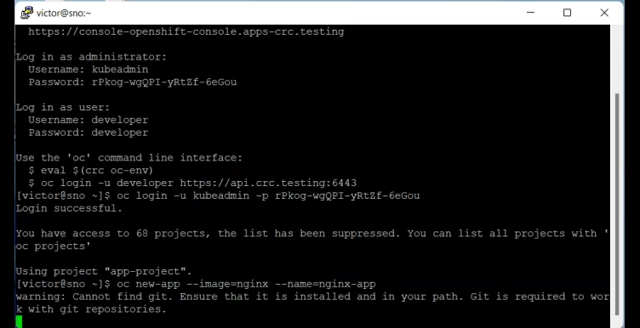 victor@sno:~
https://console-openshift-console.apps-crc.testing
Log in as administrator:
Username: kubeadmin
Password: rPkog-wgQPI-yRtZf-6eGou
Log in as user:
Username: developer
Password: developer
Use the 'oc' command line interface:
$ eval $(crc oc-env)
$ oc login -u developer https://api.crc.testing:6443
[victor@sno ~]$ oc login -u kubeadmin -p rPkog-wgQPI-yRtZf-6eGou
Login successful.
You have access to 68 projects, the list has been suppressed. You can list all projects with '
oc projects'
Using project "app-project".
[victor@sno ~]$ oc new-app --image=nginx --name=nginx-app
warning: Cannot find git. Ensure that it is installed and in your path. Git is required to wor
k with git repositories.